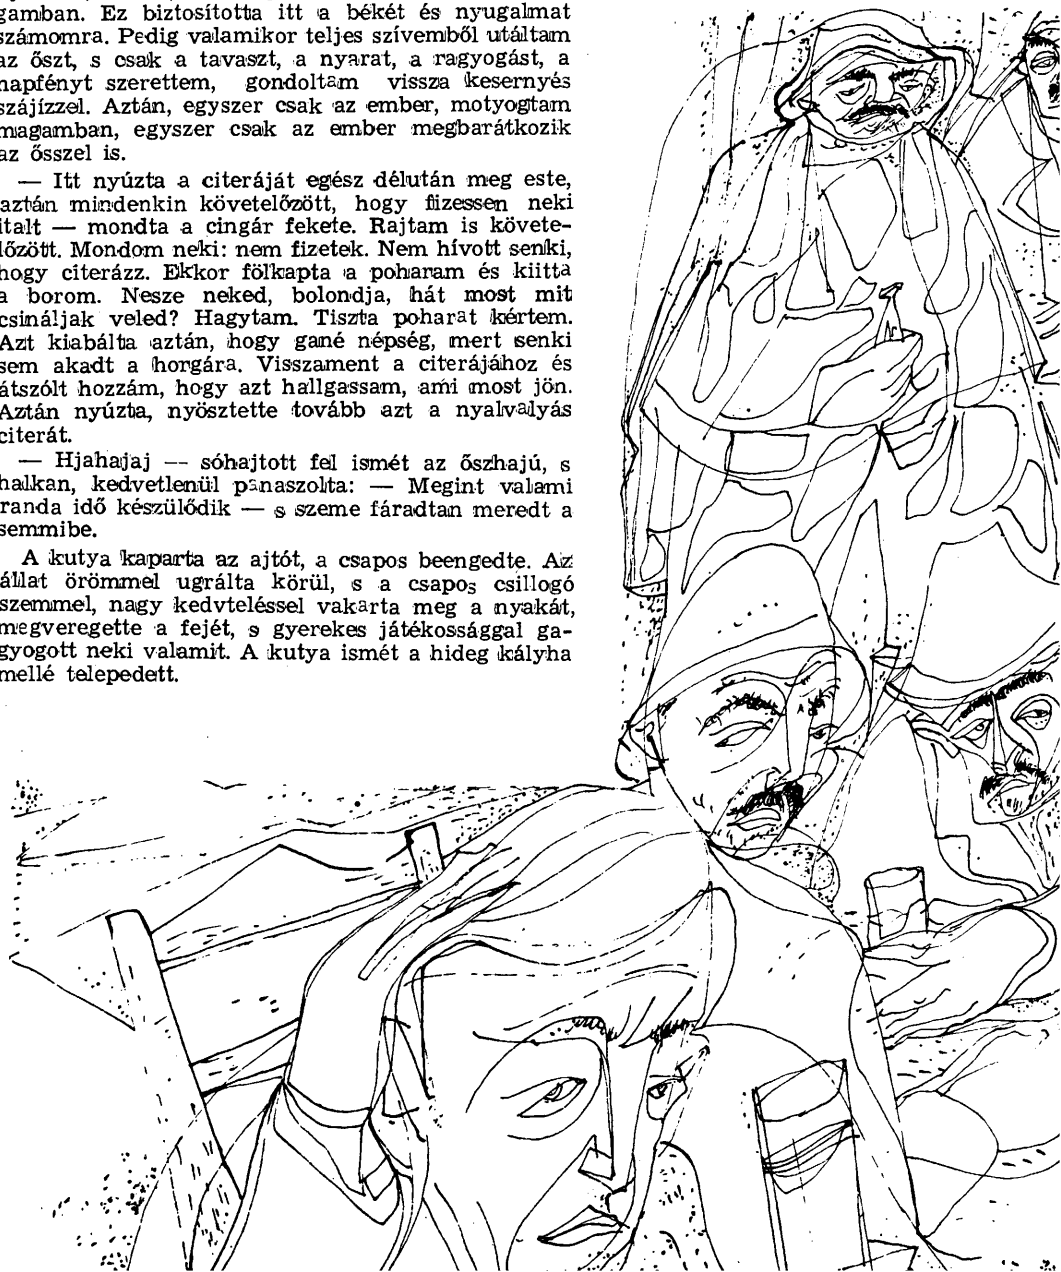 gamban. Ez biztosította itt a békét és nyugalmat
számomra. Pedig valamikor teljes szívemből utáltam
az őszt, s csak a tavaszt, a nyarat, a ragyogást, a
napfényt szerettem, gondoltam vissza kesernyés
szájízzel. Aztán, egyszer csak az ember, motyogtam
magamban, egyszer csak az ember megbarátkozik
az ősszel is.
— Itt nyúzta a citeráját egész délután meg este,
aztán mindenkin követelőzött, hogy fizessen neki
italt — mondta a cingár fekete. Rajtam is követe-
lőzött. Mondom neki: nem fizetek. Nem hívott senki,
hogy citerázz. Ekkor fölkapta a poharam és kiitta
a borom. Nesze neked, bolondja, hát most mit
csináljak veled? Hagytam. Tiszta poharat kértem.
Azt kiabálta aztán, hogy gané népség, mert senki
sem akadt a horgára. Visszament a citerájához és
átszólt hozzám, hogy azt hallgassam, ami most jön.
Aztán nyúzta, nyösztette tovább azt a nyalvalyás
citerát.
— Hjahajaj — sóhajtott fel ismét az őszhajú, s
halkan, kedvetlenül panaszolta: — Megint valami
randa idő készülődik — s szeme fáradtan meredt a
semmibe.
A kutya kaparta az ajtót, a csapos beengedte. Az
állat örömmel ugrálta körül, s a csapos csillogó
szemmel, nagy kedvteléssel vakarta meg a nyakát,
megveregette a fejét, s gyerekes játékossággal ga-
gyogott neki valamit. A kutya ismét a hideg kályha
mellé telepedett.